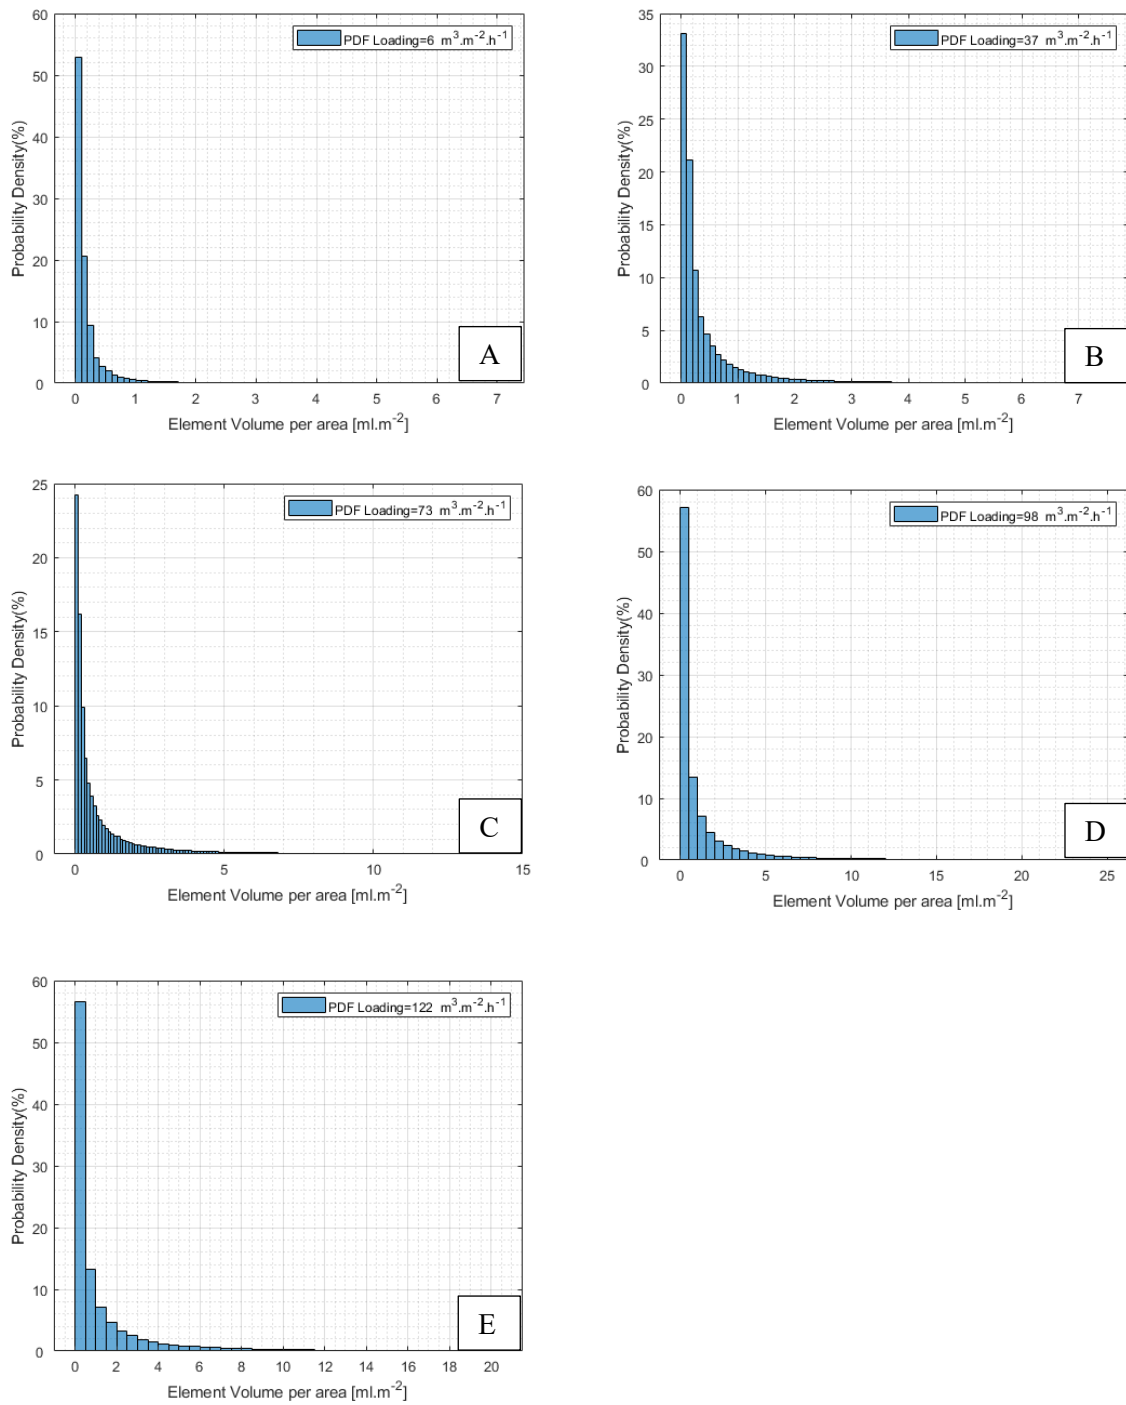 PDF Loading=6 m³.m⁻².h⁻¹
60
50
40
30
20
10
0
Probability Density(%)
0 1 2 3 4 5 6 7
Element Volume per area [ml.m⁻²]
A
PDF Loading=37 m³.m⁻².h⁻¹
35
30
25
20
15
10
5
0
Probability Density(%)
0 1 2 3 4 5 6 7
Element Volume per area [ml.m⁻²]
B
PDF Loading=73 m³.m⁻².h⁻¹
25
20
15
10
5
0
Probability Density(%)
0 5 10 15
Element Volume per area [ml.m⁻²]
C
PDF Loading=98 m³.m⁻².h⁻¹
60
50
40
30
20
10
0
Probability Density(%)
0 5 10 15 20 25
Element Volume per area [ml.m⁻²]
D
PDF Loading=122 m³.m⁻².h⁻¹
60
50
40
30
20
10
0
Probability Density(%)
0 2 4 6 8 10 12 14 16 18 20
Element Volume per area [ml.m⁻²]
E